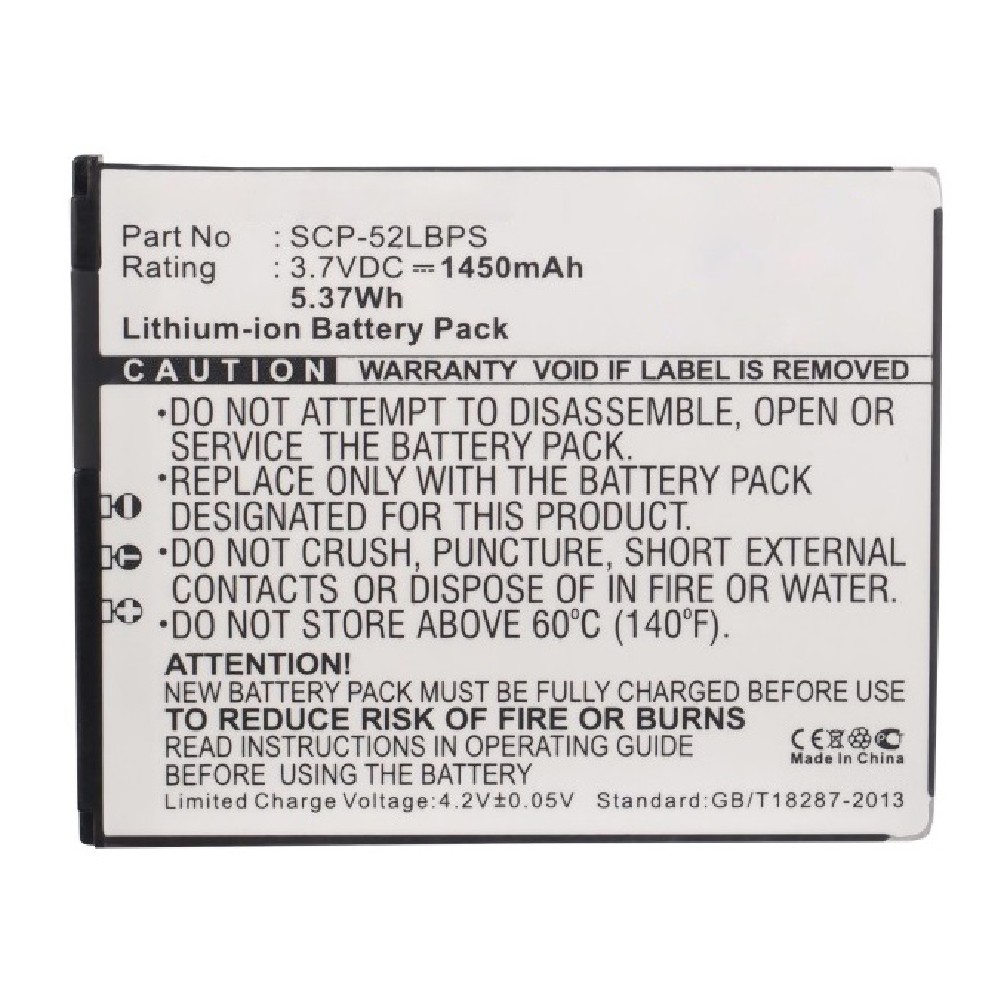 Part No : SCP-52LBPS
Rating : 3.7VDC ⎓ 1450mAh
5.37Wh
Lithium-ion Battery Pack
CAUTION WARRANTY VOID IF LABEL IS REMOVED
•DO NOT ATTEMPT TO DISASSEMBLE, OPEN OR
SERVICE THE BATTERY PACK.
•REPLACE ONLY WITH THE BATTERY PACK
DESIGNATED FOR THIS PRODUCT.
•DO NOT CRUSH, PUNCTURE, SHORT EXTERNAL
CONTACTS OR DISPOSE OF IN FIRE OR WATER.
•DO NOT STORE ABOVE 60°C (140°F).
ATTENTION!
NEW BATTERY PACK MUST BE FULLY CHARGED BEFORE USE
TO REDUCE RISK OF FIRE OR BURNS
READ INSTRUCTIONS OF PHONE USER GUIDE
BEFORE USING THE BATTERY
CE
Made In China
Limited Charge Voltage:4.2V±0.05V Standard:GB/T18287-2013